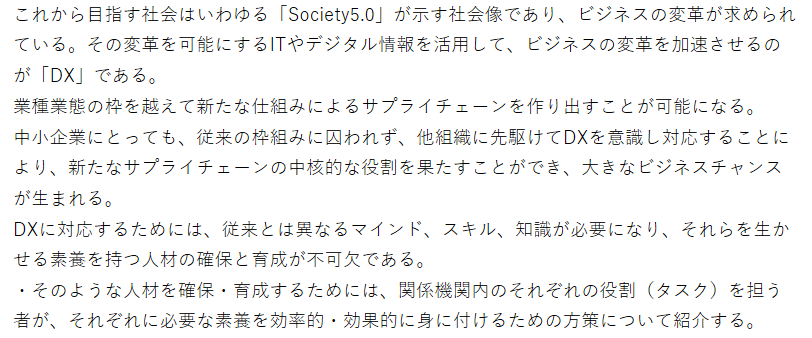 これから目指す社会はいわゆる「Society5.0」が示す社会像であり、ビジネスの変革が求められ
ている。その変革を可能にするITやデジタル情報を活用して、ビジネスの変革を加速させるの
が「DX」である。
業種業態の枠を越えて新たな仕組みによるサプライチェーンを作り出すことが可能になる。
中小企業にとっても、従来の枠組みに囚われず、他組織に先駆けてDXを意識し対応することに
より、新たなサプライチェーンの中核的な役割を果たすことができ、大きなビジネスチャンス
が生まれる。
DXに対応するためには、従来とは異なるマインド、スキル、知識が必要になり、それらを生か
せる素養を持つ人材の確保と育成が不可欠である。
・そのような人材を確保・育成するためには、関係機関内のそれぞれの役割（タスク）を担う
者が、それぞれに必要な素養を効率的・効果的に身に付けるための方策について紹介する。